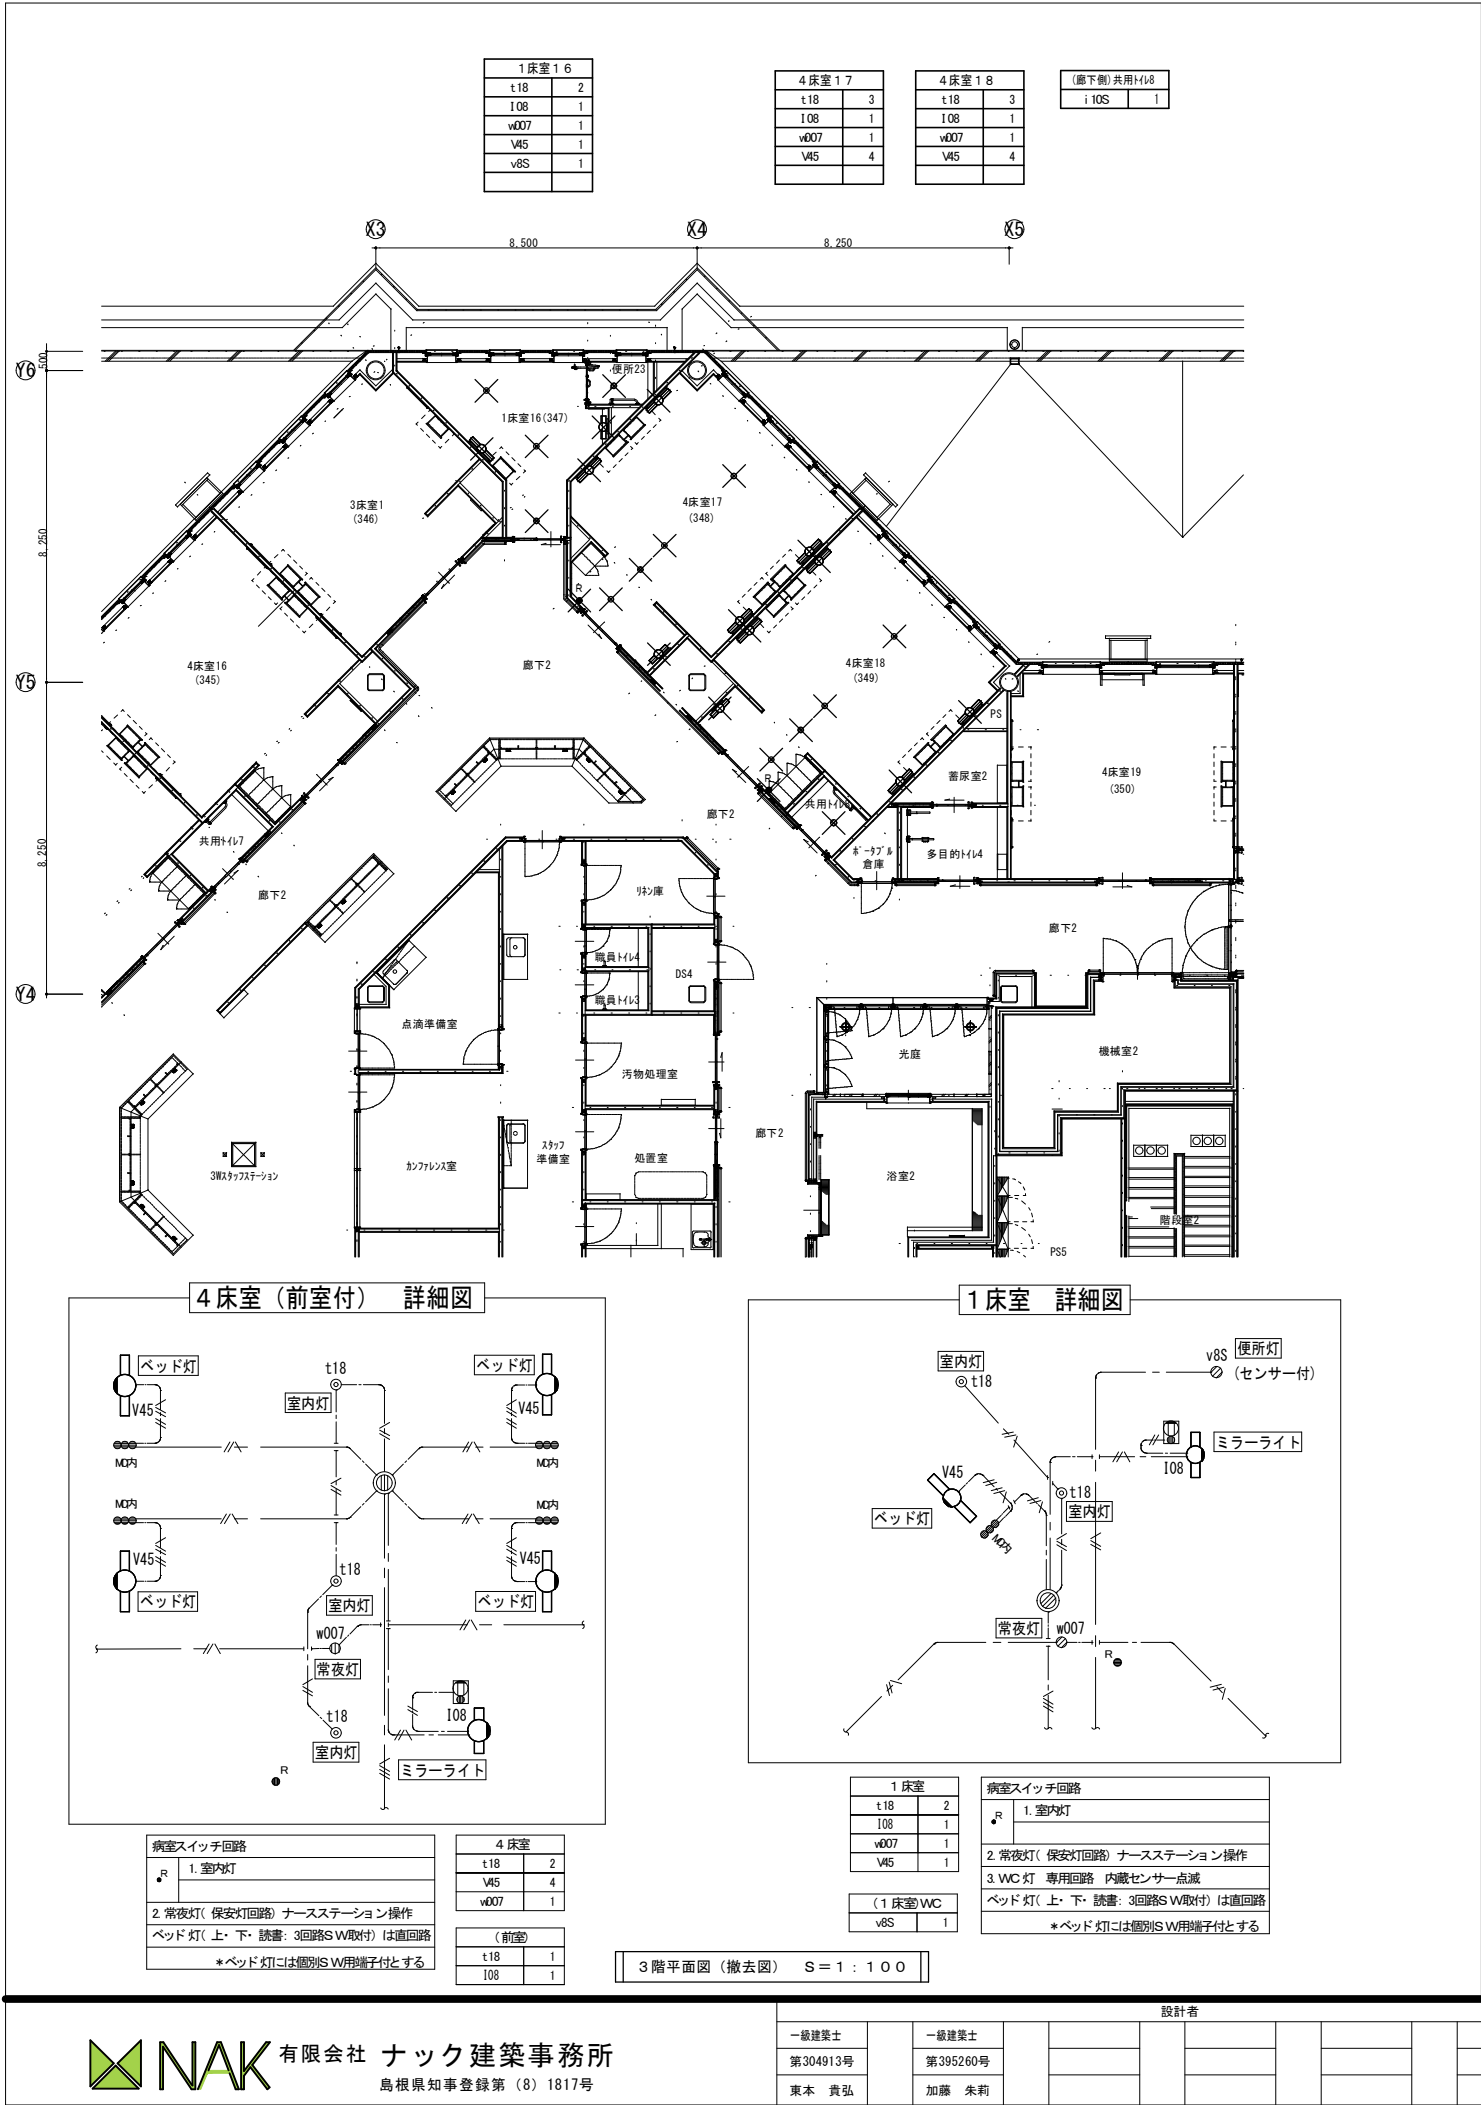 1床室16
t18 2
I08 1
w007 1
V45 1
v8S 1
4床室17
t18 3
I08 1
w007 1
V45 4
4床室18
t18 3
I08 1
w007 1
V45 4
(廊下側)共用ﾄｲﾚ8
i10S 1
X3 X4 X5
8,500 8,250
Y6
500
便所23
1床室16(347)
3床室1
(346)
4床室17
(348)
8,250
R
4床室16
(345)
廊下2
4床室18
(349)
Y5
PS
蓄尿室2
4床室19
(350)
R
共用ﾄｲﾚ8
廊下2
共用ﾄｲﾚ7
8,250
ﾎﾟｰﾀﾌﾞﾙ
倉庫
多目的ﾄｲﾚ4
廊下2
ﾘﾈﾝ庫
廊下2
職員ﾄｲﾚ4
DS4
Y4
職員ﾄｲﾚ3
点滴準備室
光庭
機械室2
汚物処理室
廊下2
ｽﾀｯﾌ
準備室
処置室
ｶﾝﾌｧﾚﾝｽ室
3Wｽﾀｯﾌｽﾃｰｼｮﾝ
浴室2
階段室2
PS5
4床室（前室付）　詳細図
ベッド灯
t18
ベッド灯
室内灯
V45
V45
MC内
MC内
MC内
MC内
V45
V45
t18
ベッド灯
室内灯
ベッド灯
w007
常夜灯
t18
I08
室内灯
ミラーライト
R
1床室　詳細図
室内灯
t18
v8S
便所灯
(センサー付)
ミラーライト
I08
V45
t18
ベッド灯
室内灯
MC内
常夜灯
w007
R
病室スイッチ回路
R
1. 室内灯
2. 常夜灯( 保安灯回路) ナースステーション操作
ベッド灯( 上・下・読書: 3回路SW取付) は直回路
*ベッド灯には個別SW用端子付とする
4床室
t18 2
V45 4
w007 1
(前室)
t18 1
I08 1
1床室
t18 2
I08 1
w007 1
V45 1
(1床室)WC
v8S 1
病室スイッチ回路
R
1. 室内灯
2. 常夜灯( 保安灯回路) ナースステーション操作
3. WC灯　専用回路　内蔵センサー点滅
ベッド灯( 上・下・読書: 3回路SW取付) は直回路
*ベッド灯には個別SW用端子付とする
3階平面図（撤去図）　S=1：100
設計者
NAK 有限会社 ナック建築事務所
島根県知事登録第（8）1817号
一級建築士
第304913号
東本　貴弘
一級建築士
第395260号
加藤　朱莉